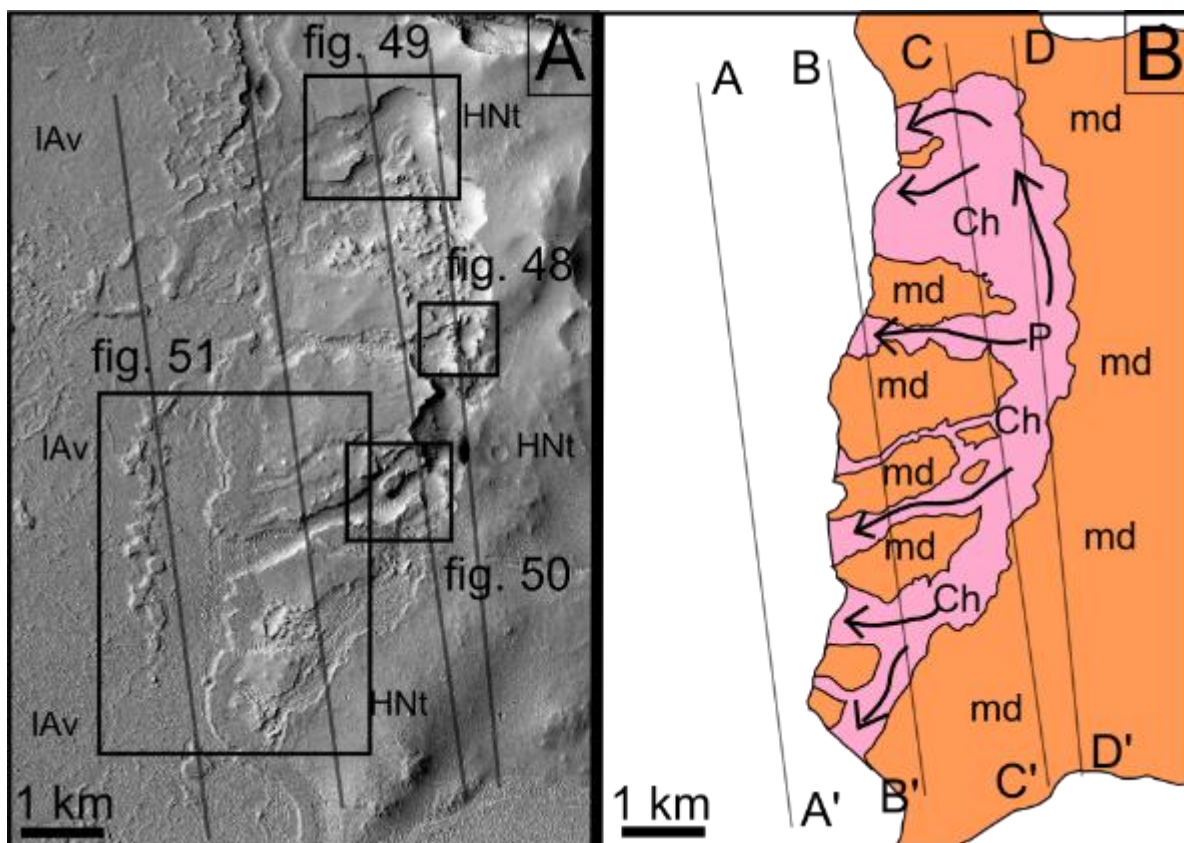 fig. 49
A
HNt
lAv
fig. 48
fig. 51
lAv
HNt
fig. 50
HNt
lAv
1 km
B
A
B
C
D
md
Ch
md
P
md
md
Ch
md
md
md
Ch
md
D'
C'
B'
A'
1 km